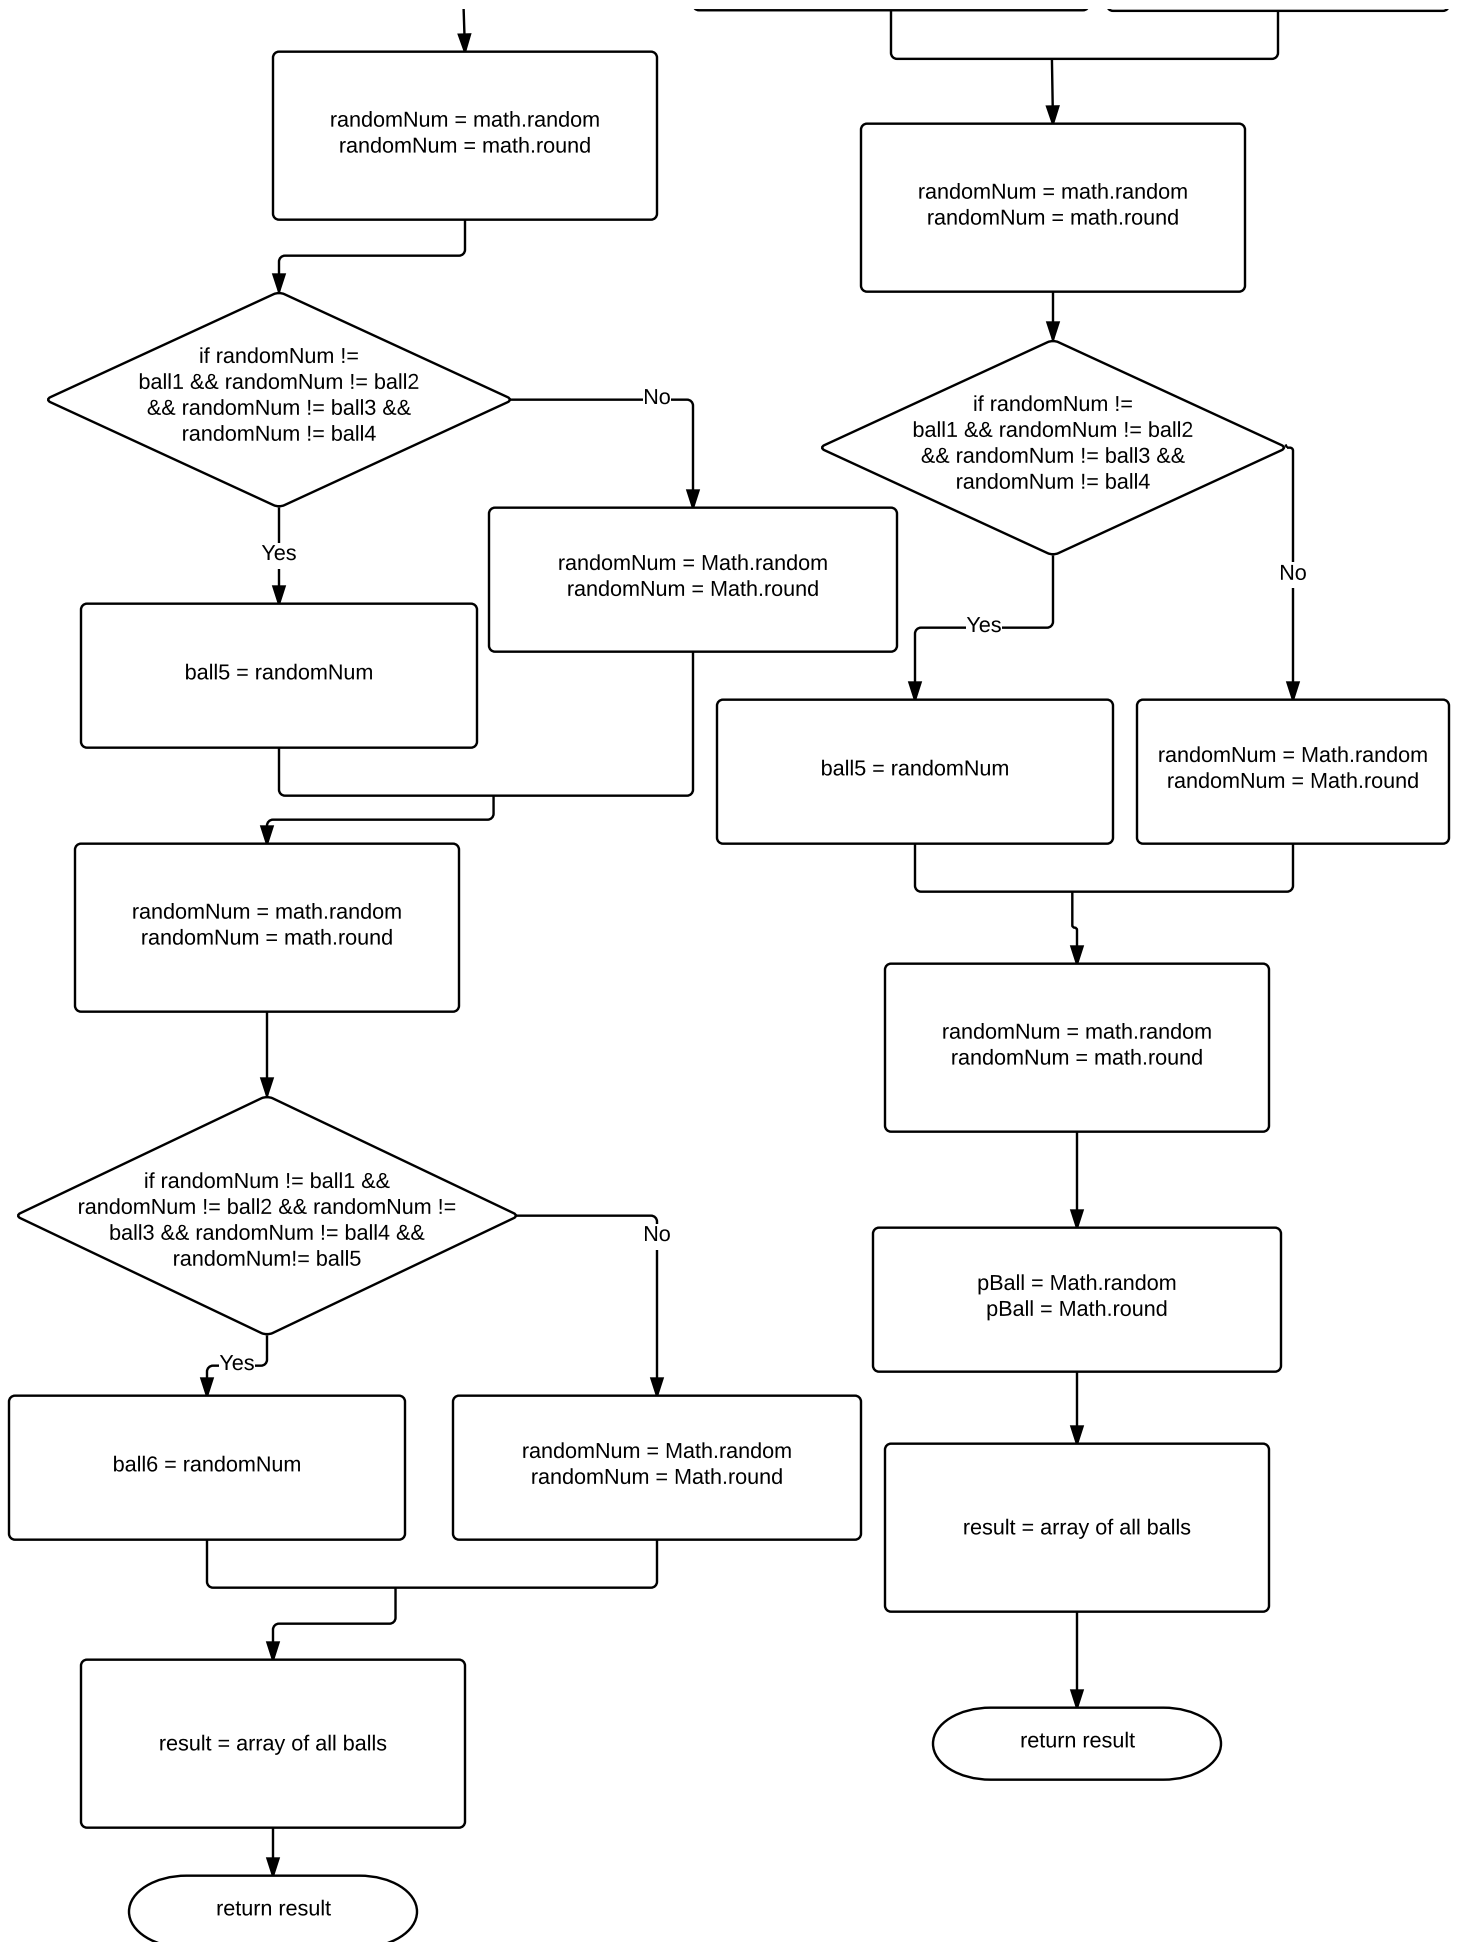 randomNum = math.random
randomNum = math.round
if randomNum !=
ball1 && randomNum != ball2
&& randomNum != ball3 &&
randomNum != ball4
No
Yes
randomNum = Math.random
randomNum = Math.round
ball5 = randomNum
randomNum = math.random
randomNum = math.round
if randomNum != ball1 &&
randomNum != ball2 && randomNum !=
ball3 && randomNum != ball4 &&
randomNum!= ball5
No
Yes
ball6 = randomNum
randomNum = Math.random
randomNum = Math.round
result = array of all balls
return result
randomNum = math.random
randomNum = math.round
if randomNum !=
ball1 && randomNum != ball2
&& randomNum != ball3 &&
randomNum != ball4
No
Yes
ball5 = randomNum
randomNum = Math.random
randomNum = Math.round
randomNum = math.random
randomNum = math.round
pBall = Math.random
pBall = Math.round
result = array of all balls
return result